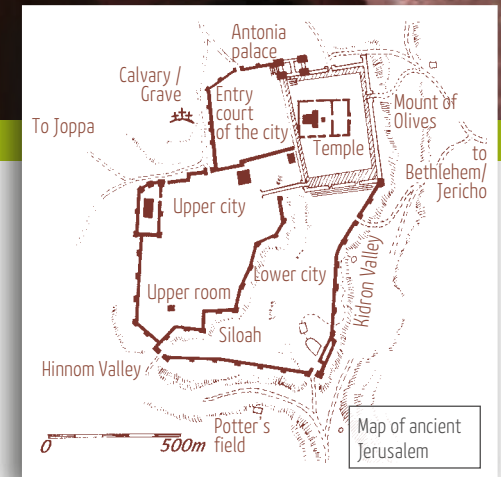 Antonia
palace
Calvary /
Grave
Entry
court
of the city
To Joppa
Mount of
Olives
Temple
to
Bethlehem/
Jericho
Upper city
Lower city
Kidron Valley
Upper room
Siloah
Hinnom Valley
Potter's
field
0 500m
Map of ancient
Jerusalem